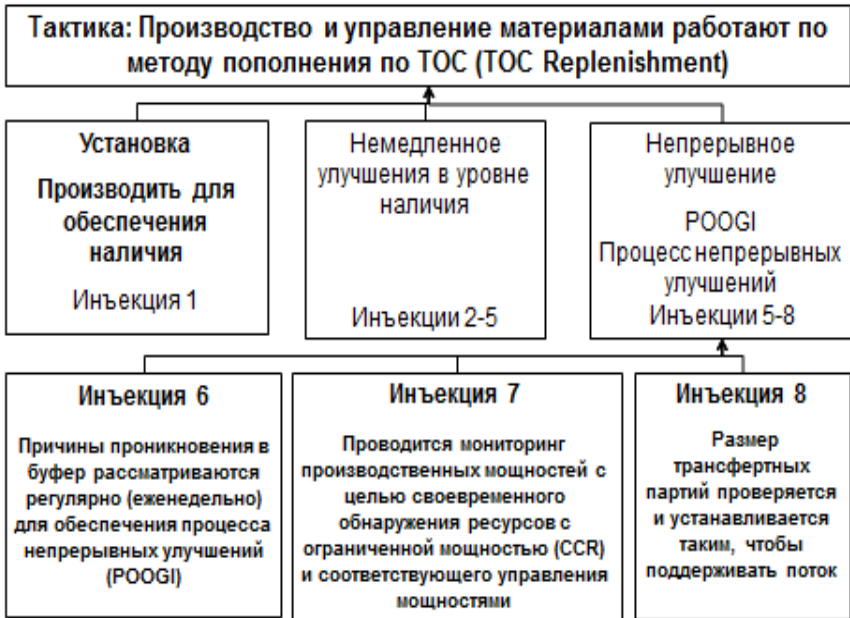 Тактика: Производство и управление материалами работают по
методу пополнения по ТОС (TOC Replenishment)
Установка
Производить для
обеспечения
наличия
Инъекция 1
Немедленное
улучшения в уровне
наличия
Инъекции 2-5
Непрерывное
улучшение
POOGI
Процесс непрерывных
улучшений
Инъекции 5-8
Инъекция 6
Причины проникновения в
буфер рассматриваются
регулярно (еженедельно)
для обеспечения процесса
непрерывных улучшений
(POOGI)
Инъекция 7
Проводится мониторинг
производственных мощностей с
целью своевременного
обнаружения ресурсов с
ограниченной мощностью (CCR)
и соответствующего управления
мощностями
Инъекция 8
Размер
трансфертных
партий проверяется
и устанавливается
таким, чтобы
поддерживать поток